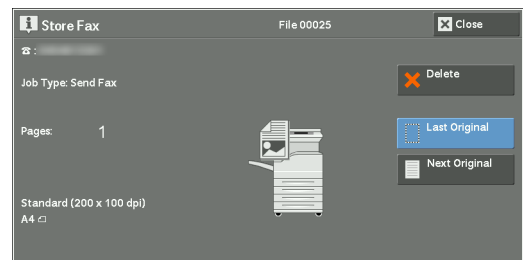 Store Fax
File 00025
Close
☎ :
Job Type: Send Fax
Delete
Pages: 1
Last Original
Next Original
Standard (200 x 100 dpi)
A4